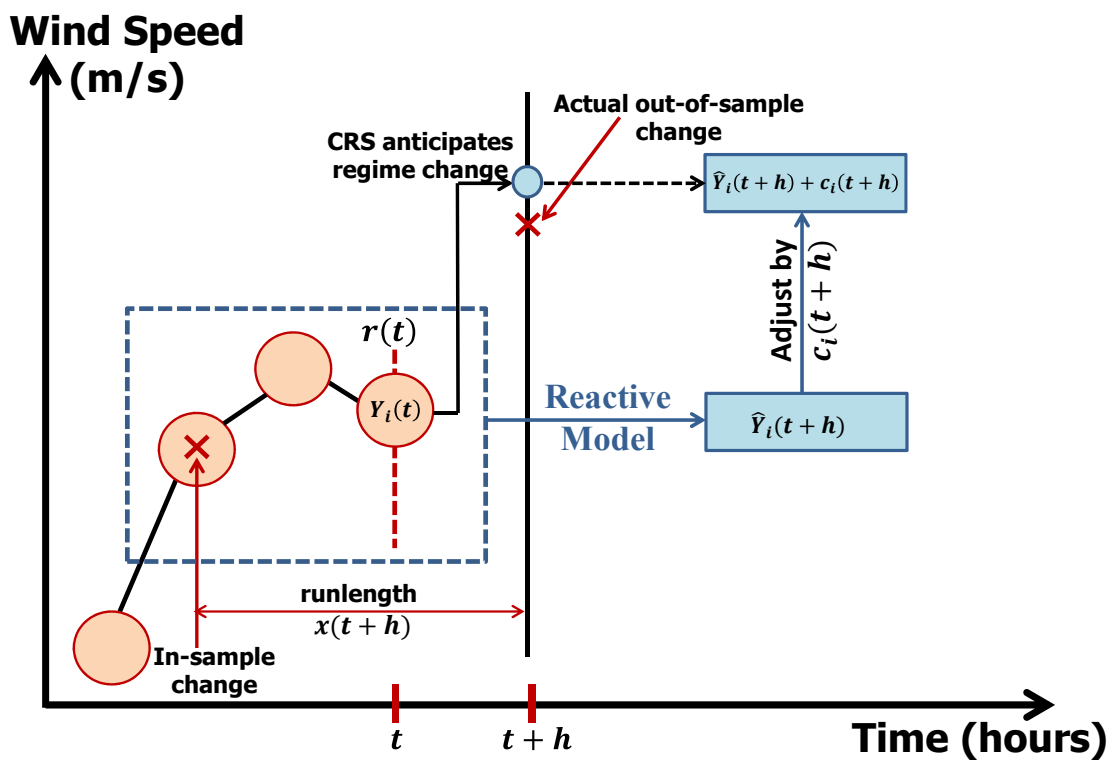 Wind Speed
(m/s)
Actual out-of-sample
change
CRS anticipates
regime change
Ŷᵢ(t + h) + cᵢ(t + h)
Adjust by
cᵢ(t + h)
r(t)
Yᵢ(t)
Reactive
Model
Ŷᵢ(t + h)
runlength
x(t + h)
In-sample
change
t
t + h
Time (hours)